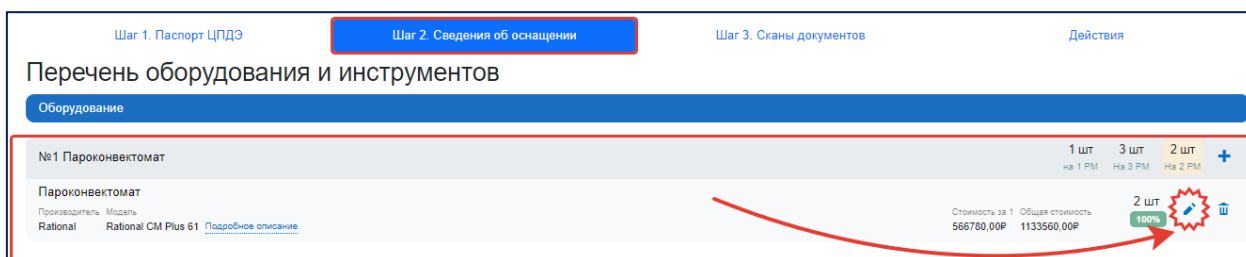 Шаг 1. Паспорт ЦПДЭ Шаг 2. Сведения об оснащении Шаг 3. Сканы документов Действия
Перечень оборудования и инструментов
Оборудование
№1 Пароконвектомат 1 шт 3 шт 2 шт
на 1 РМ На 3 РМ На 2 РМ
Пароконвектомат 2 шт
Производитель Модель Стоимость за 1 Общая стоимость 100%
Rational Rational CM Plus 61 Подробное описание 566780,00₽ 1133560,00₽